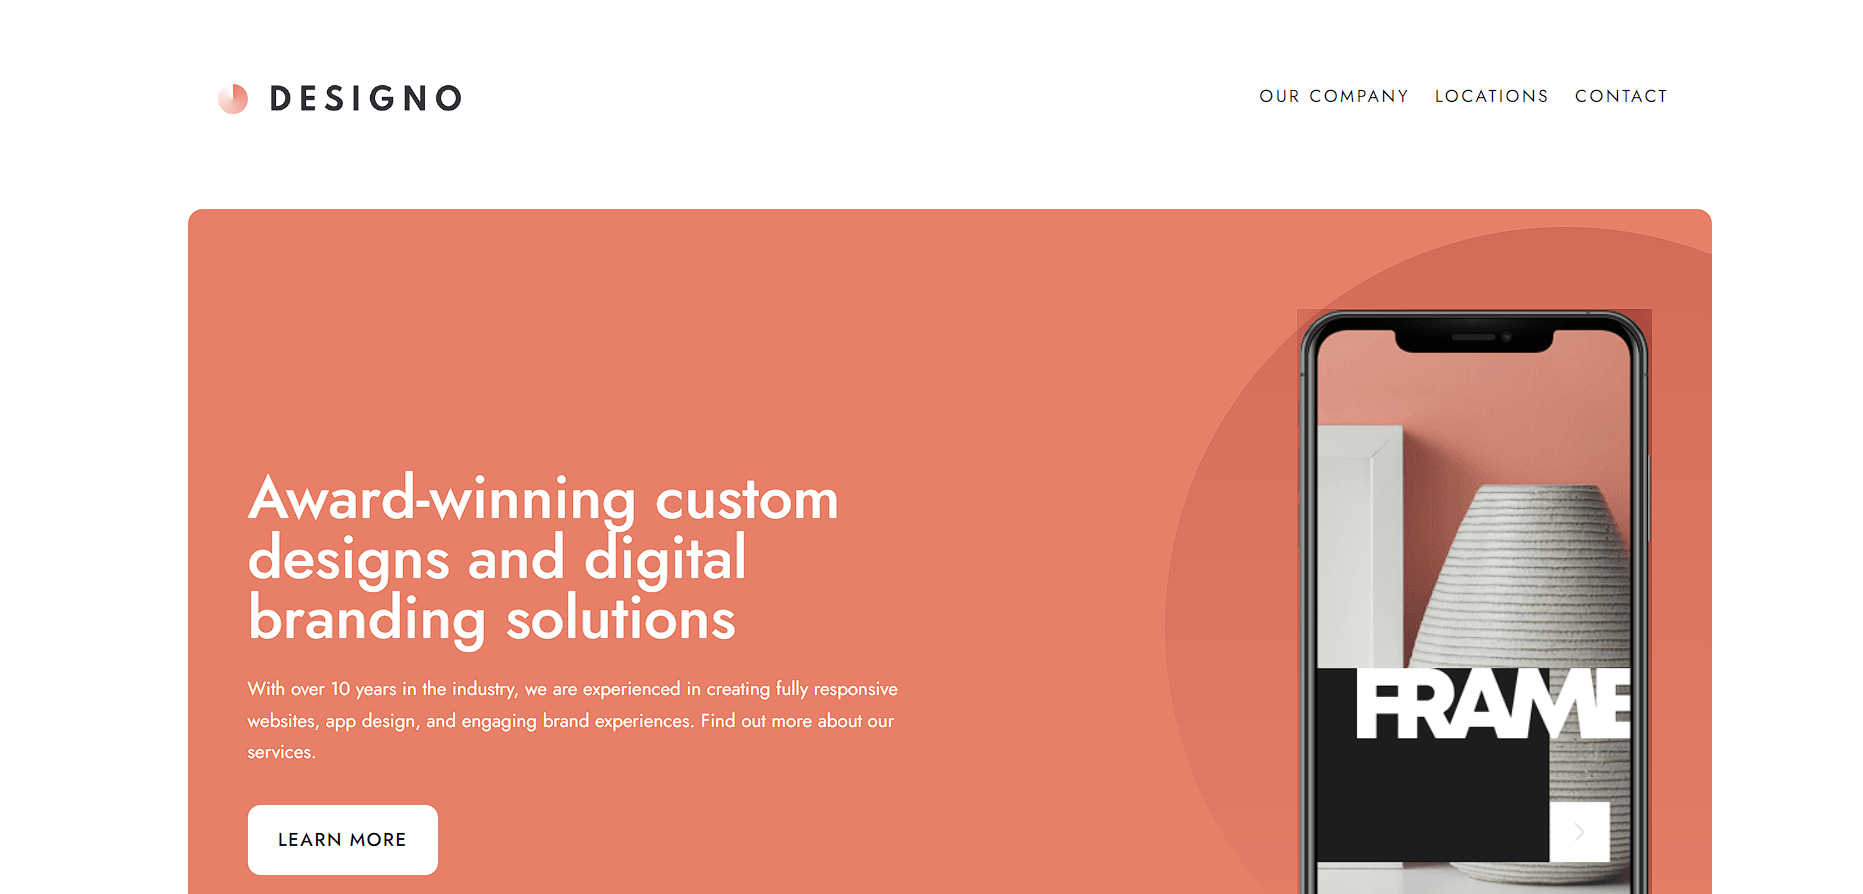 DESIGNO
OUR COMPANY LOCATIONS CONTACT
Award-winning custom
designs and digital
branding solutions
With over 10 years in the industry, we are experienced in creating fully responsive
websites, app design, and engaging brand experiences. Find out more about our
services.
LEARN MORE
FRAME